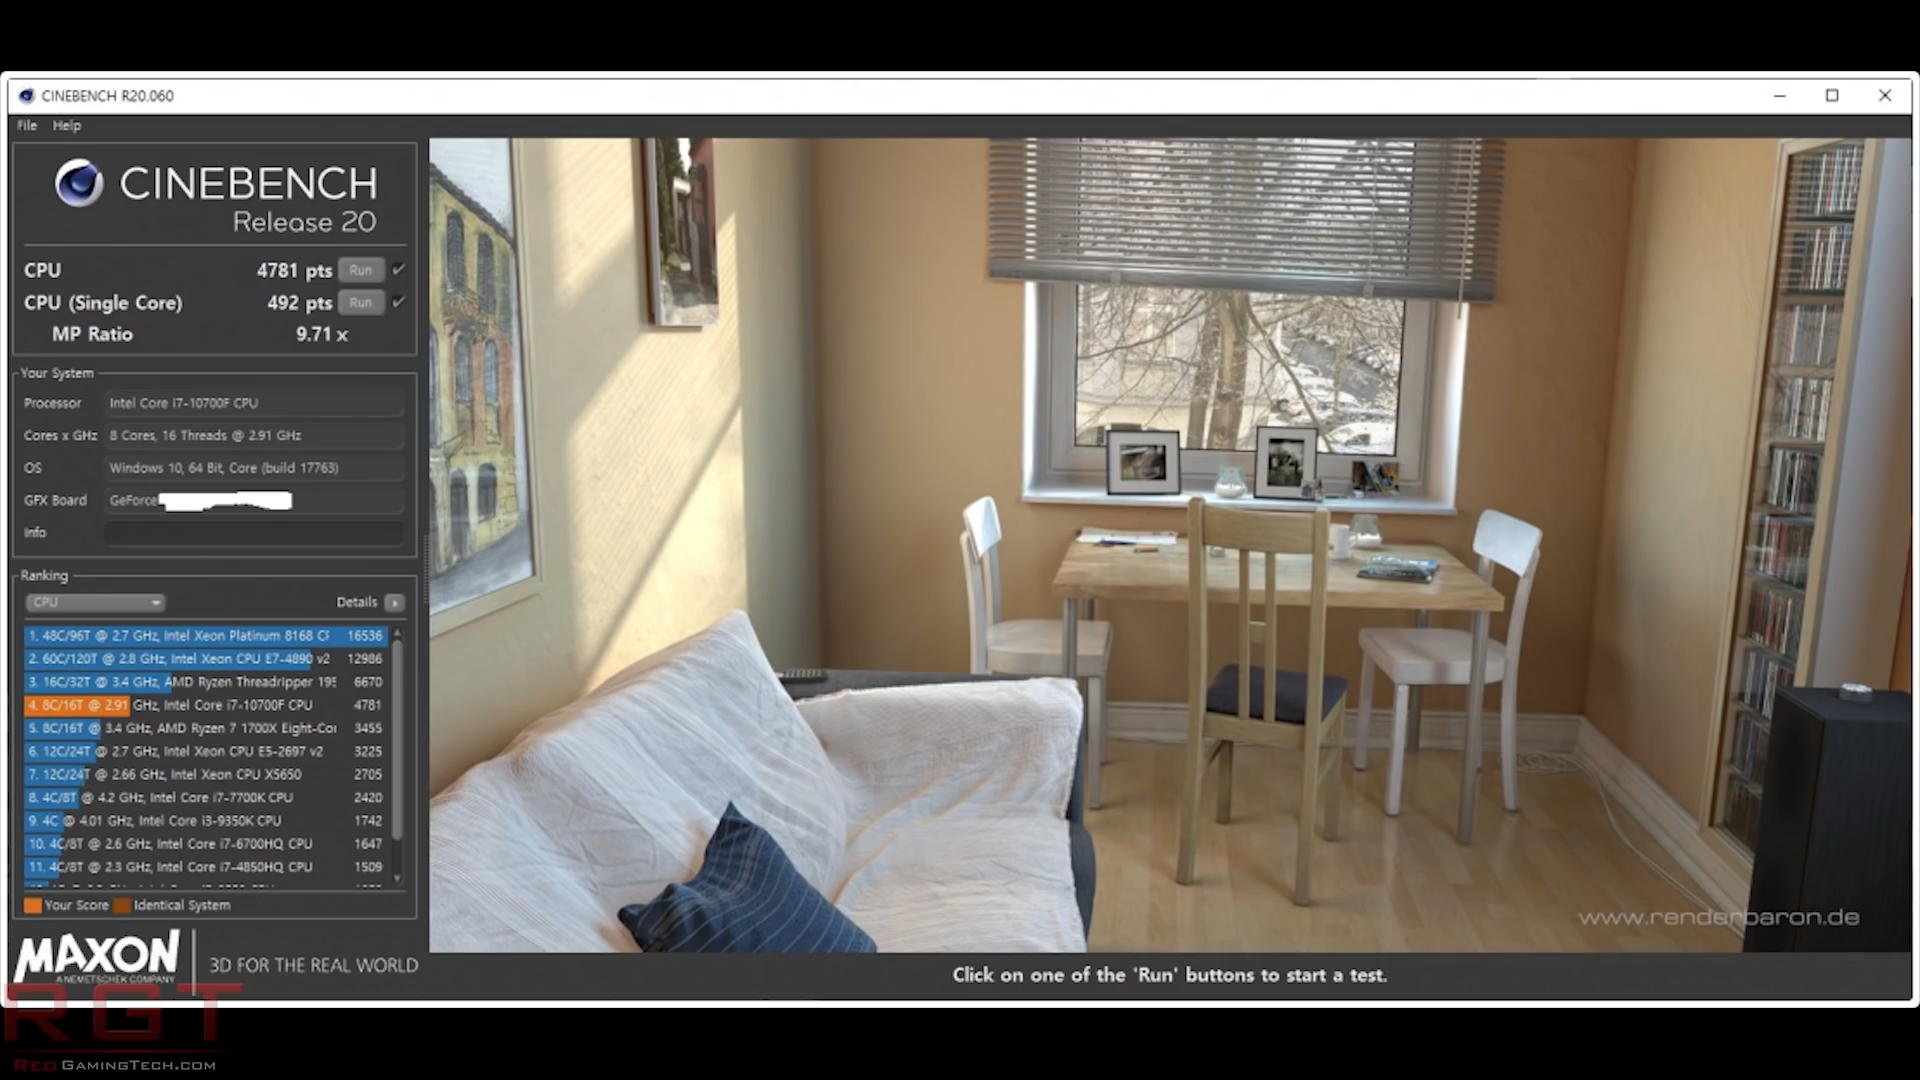 CINEBENCH R20.060
File Help
CINEBENCH
Release 20
CPU 4781 pts Run
CPU (Single Core) 492 pts Run
MP Ratio 9.71 x
Your System
Processor Intel Core i7-10700F CPU
Cores x GHz 8 Cores, 16 Threads @ 2.91 GHz
OS Windows 10, 64 Bit, Core (build 17763)
GFX Board GeForce
Info
Ranking
CPU Details
1. 48C/96T @ 2.7 GHz, Intel Xeon Platinum 8168 CF 16536
2. 60C/120T @ 2.8 GHz, Intel Xeon CPU E7-4890 v2 12986
3. 16C/32T @ 3.4 GHz, AMD Ryzen Threadripper 195 6670
4. 8C/16T @ 2.91 GHz, Intel Core i7-10700F CPU 4781
5. 8C/16T @ 3.4 GHz, AMD Ryzen 7 1700X Eight-Coi 3455
6. 12C/24T @ 2.7 GHz, Intel Xeon CPU E5-2697 v2 3225
7. 12C/24T @ 2.66 GHz, Intel Xeon CPU X5650 2705
8. 4C/8T @ 4.2 GHz, Intel Core i7-7700K CPU 2420
9. 4C @ 4.01 GHz, Intel Core i3-9350K CPU 1742
10. 4C/8T @ 2.6 GHz, Intel Core i7-6700HQ CPU 1647
11. 4C/8T @ 2.3 GHz, Intel Core i7-4850HQ CPU 1509
Your Score Identical System
www.renderbaron.de
MAXON
A NEMETSCHEK COMPANY
3D FOR THE REAL WORLD
Click on one of the 'Run' buttons to start a test.
RGT
REDGAMINGTECH.COM